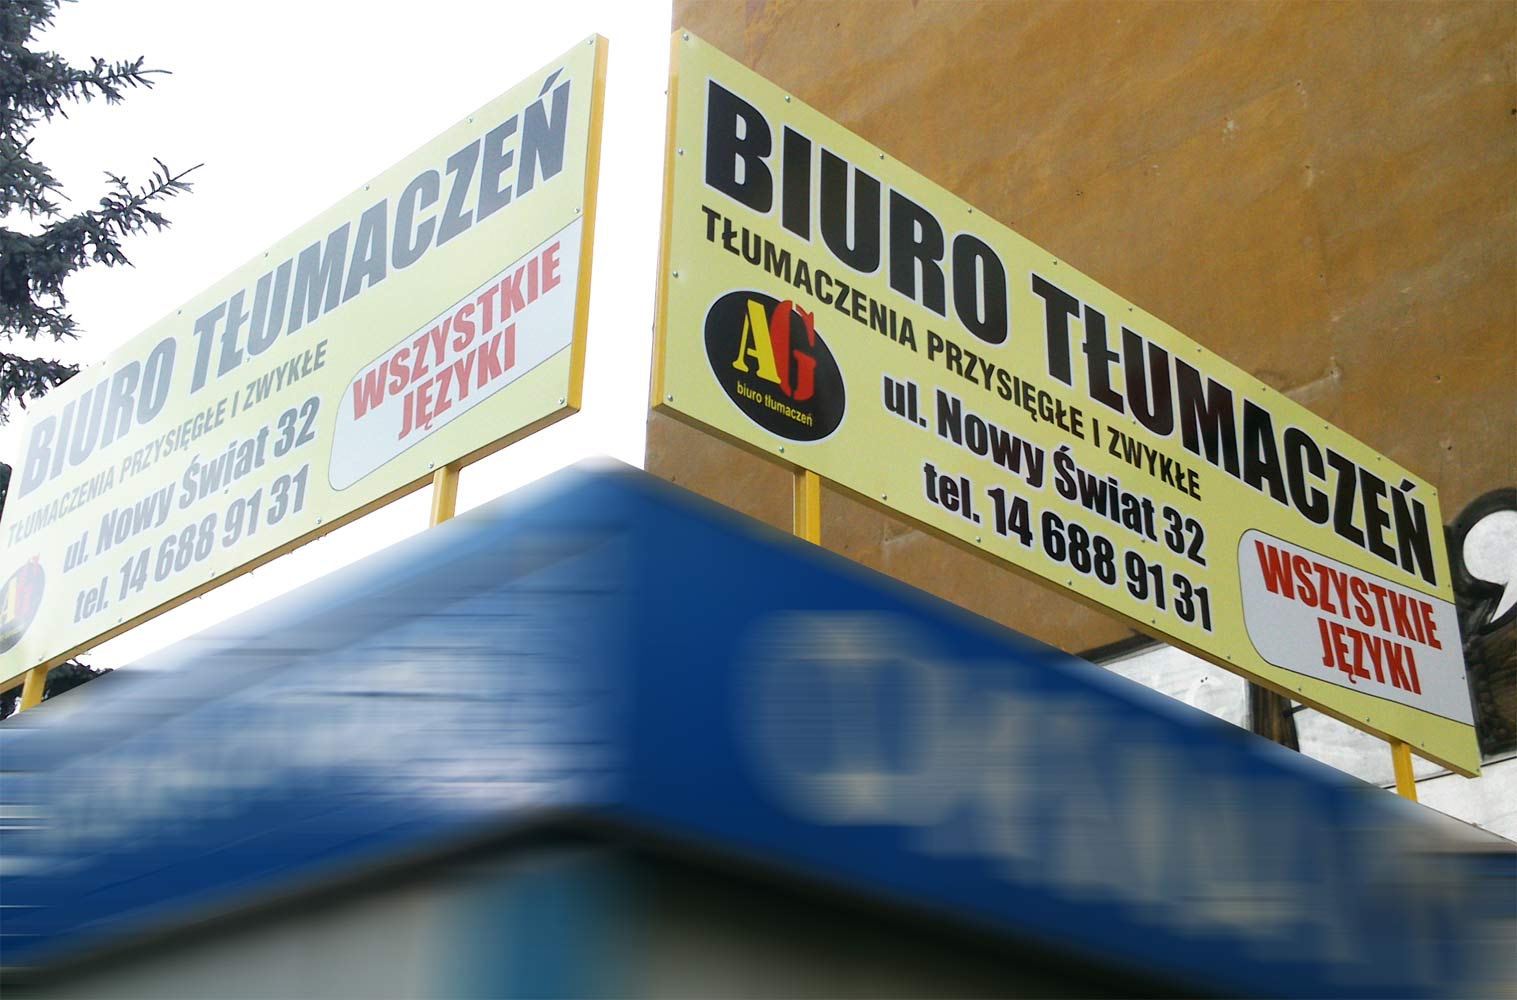 BIURO TŁUMACZEŃ
TŁUMACZENIA PRZYSIĘGŁE I ZWYKŁE
ul. Nowy Świat 32
tel. 14 688 91 31
WSZYSTKIE
JĘZYKI
AG
BIURO TŁUMACZEŃ
TŁUMACZENIA PRZYSIĘGŁE I ZWYKŁE
AG
biuro tłumaczeń
ul. Nowy Świat 32
tel. 14 688 91 31
WSZYSTKIE
JĘZYKI